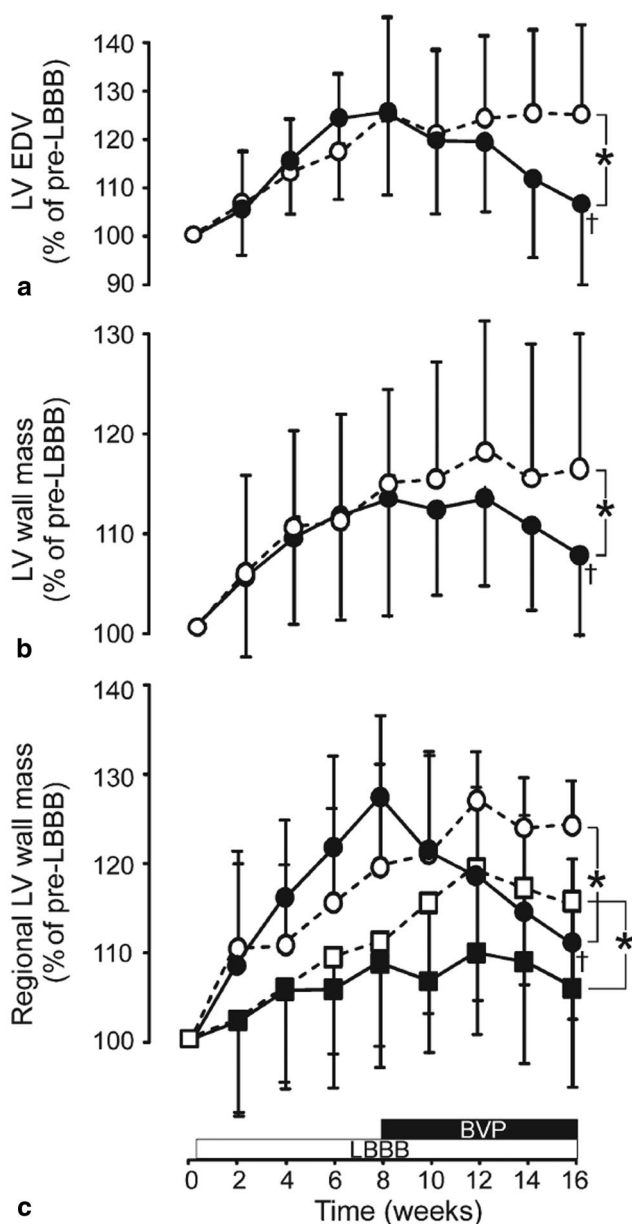 140
130
120
110
100
90
LV EDV
(% of pre-LBBB)
*
†
a
130
120
110
100
LV wall mass
(% of pre-LBBB)
*
†
b
140
130
120
110
100
Regional LV wall mass
(% of pre-LBBB)
*
*
†
BVP
LBBB
0 2 4 6 8 10 12 14 16
Time (weeks)
c